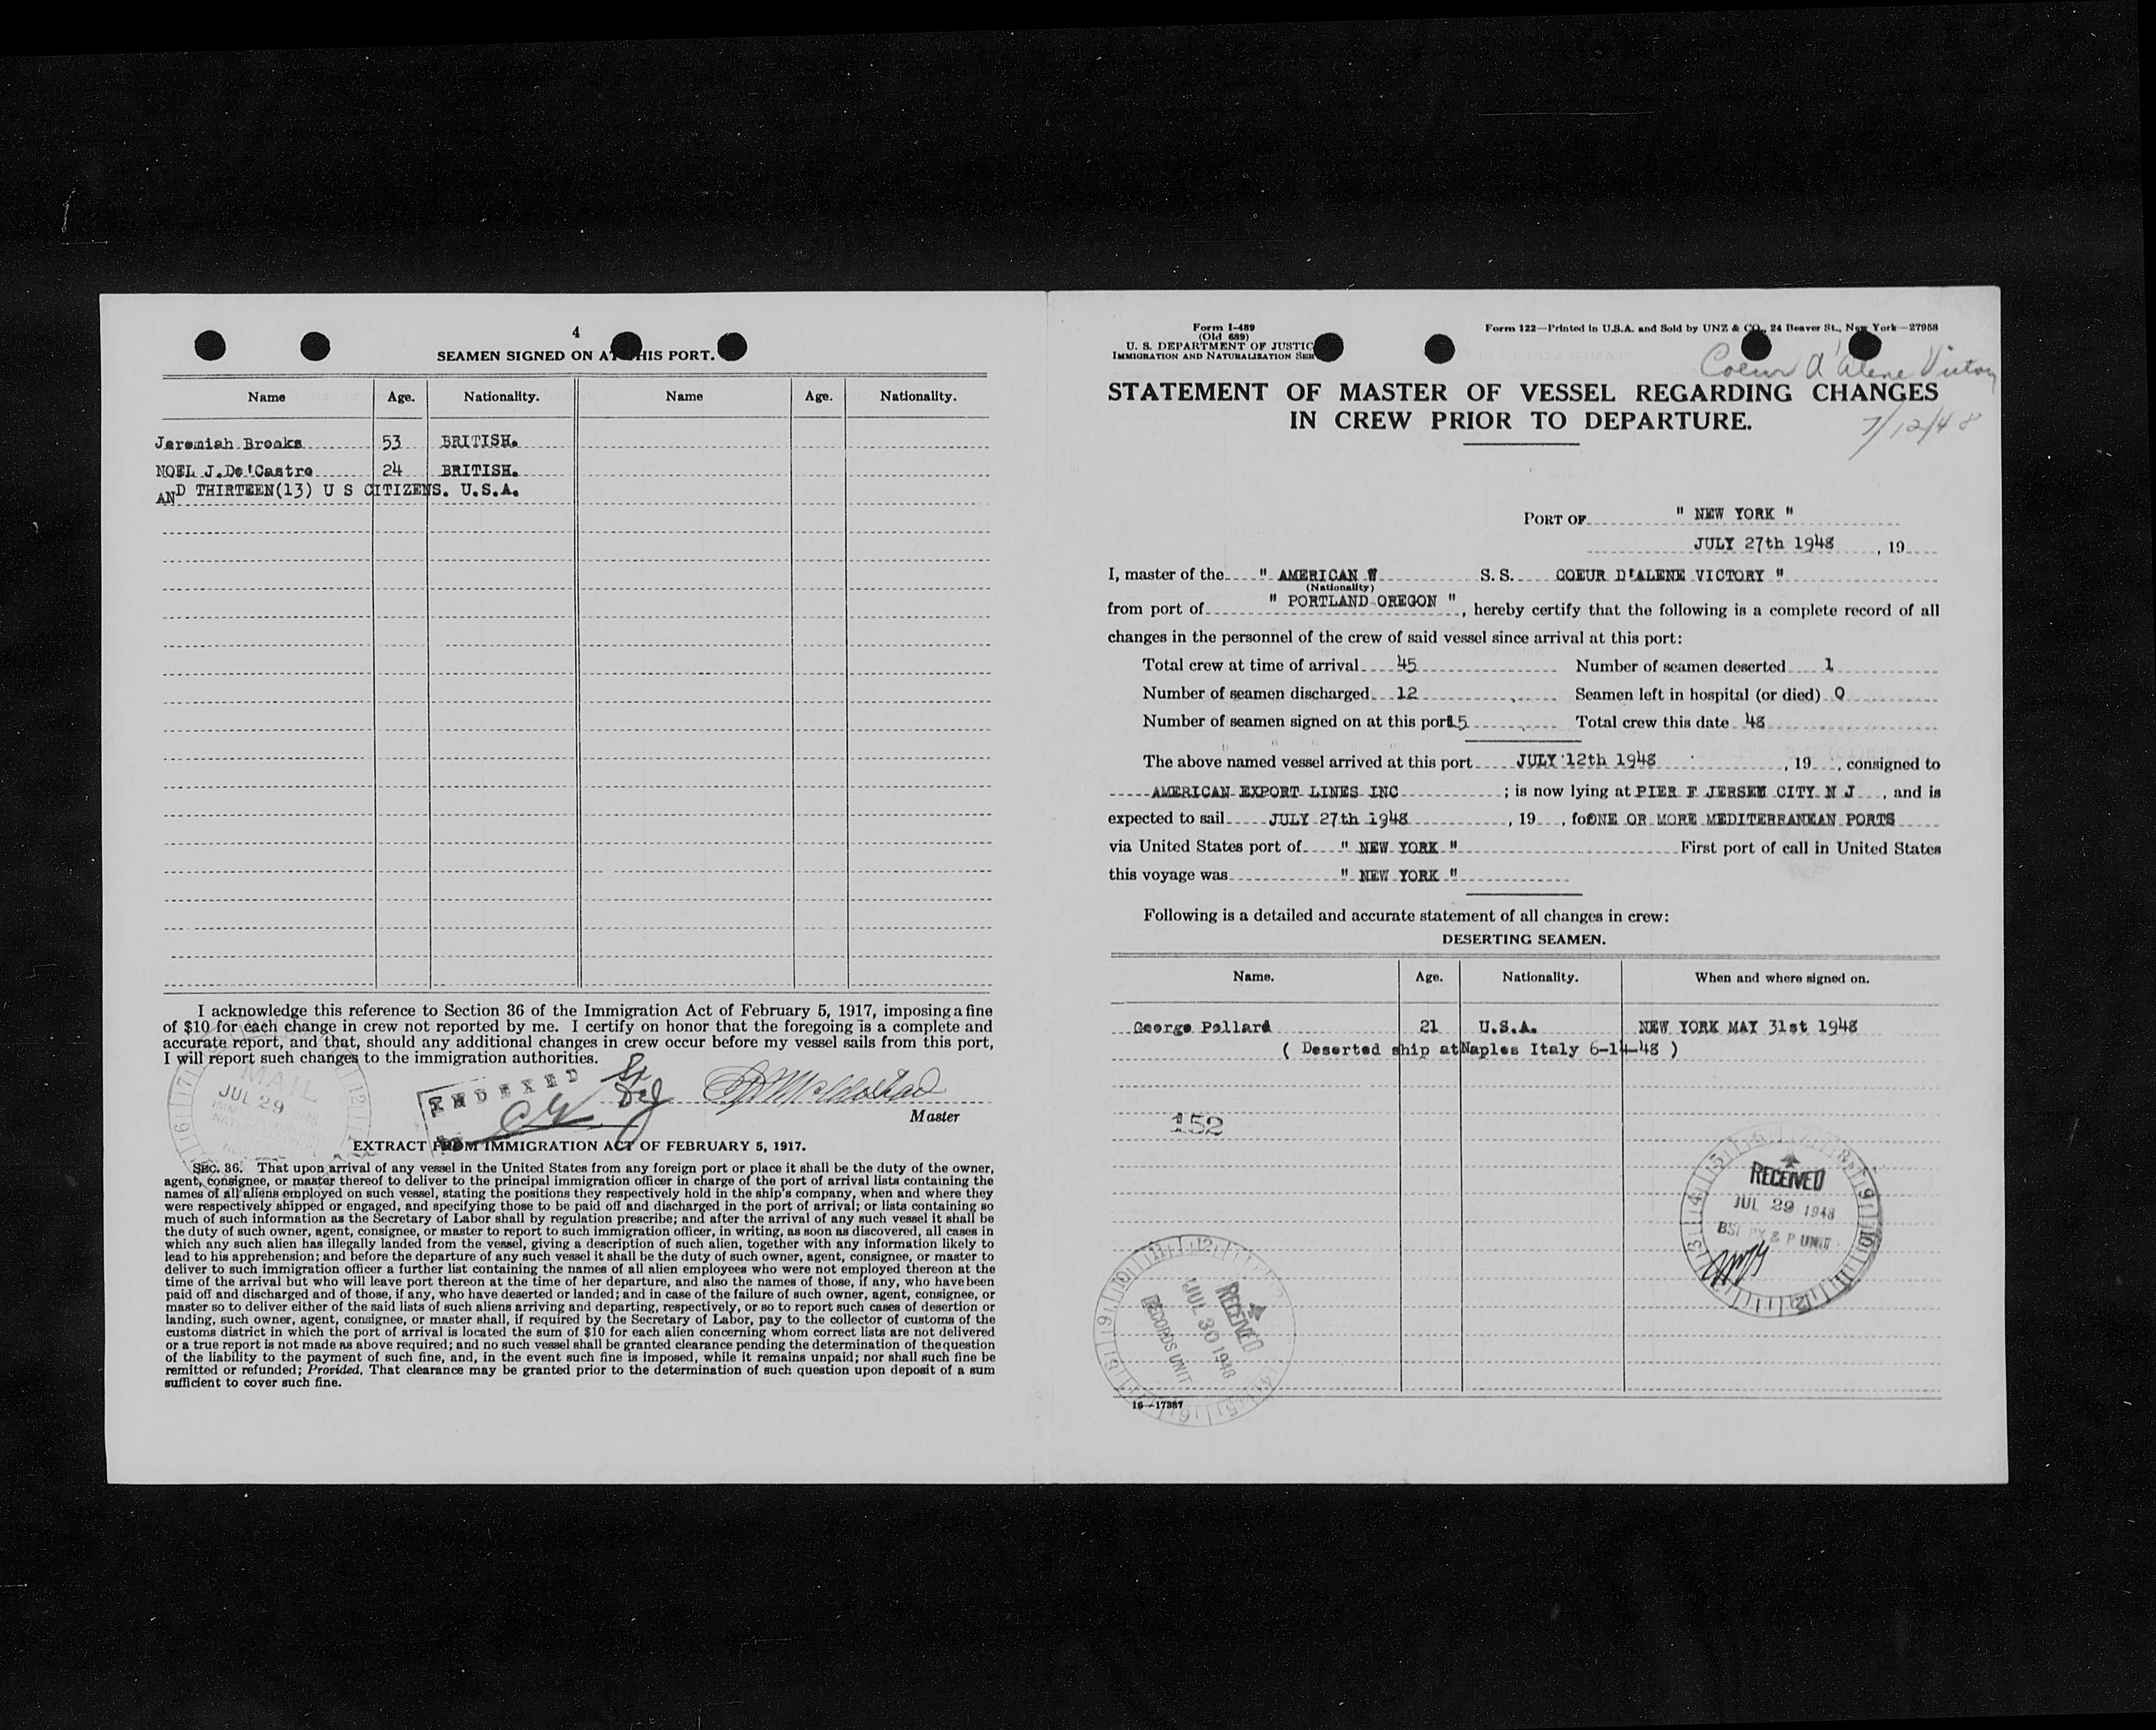 4
SEAMEN SIGNED ON AT THIS PORT.
Name Age. Nationality. Name Age. Nationality.
Jeremiah Brooks 53 BRITISH.
NOEL J.De'Castro 24 BRITISH.
AND THIRTEEN(13) U S CITIZENS. U.S.A.
I acknowledge this reference to Section 36 of the Immigration Act of February 5, 1917, imposing a fine
of $10 for each change in crew not reported by me. I certify on honor that the foregoing is a complete and
accurate report, and that, should any additional changes in crew occur before my vessel sails from this port,
I will report such changes to the immigration authorities.
MAIL
JUL 29
INDEXED
Master
EXTRACT FROM IMMIGRATION ACT OF FEBRUARY 5, 1917.
SEC. 36. That upon arrival of any vessel in the United States from any foreign port or place it shall be the duty of the owner,
agent, consignee, or master thereof to deliver to the principal immigration officer in charge of the port of arrival lists containing the
names of all aliens employed on such vessel, stating the positions they respectively hold in the ship's company, when and where they
were respectively shipped or engaged, and specifying those to be paid off and discharged in the port of arrival; or lists containing so
much of such information as the Secretary of Labor shall by regulation prescribe; and after the arrival of any such vessel it shall be
the duty of such owner, agent, consignee, or master to report to such immigration officer, in writing, as soon as discovered, all cases in
which any such alien has illegally landed from the vessel, giving a description of such alien, together with any information likely to
lead to his apprehension; and before the departure of any such vessel it shall be the duty of such owner, agent, consignee, or master to
deliver to such immigration officer a further list containing the names of all alien employees who were not employed thereon at the
time of the arrival but who will leave port thereon at the time of her departure, and also the names of those, if any, who have been
paid off and discharged and of those, if any, who have deserted or landed; and in case of the failure of such owner, agent, consignee, or
master so to deliver either of the said lists of such aliens arriving and departing, respectively, or so to report such cases of desertion or
landing, such owner, agent, consignee, or master shall, if required by the Secretary of Labor, pay to the collector of customs of the
customs district in which the port of arrival is located the sum of $10 for each alien concerning whom correct lists are not delivered
or a true report is not made as above required; and no such vessel shall be granted clearance pending the determination of the question
of the liability to the payment of such fine, and, in the event such fine is imposed, while it remains unpaid; nor shall such fine be
remitted or refunded; Provided, That clearance may be granted prior to the determination of such question upon deposit of a sum
sufficient to cover such fine.
Form I-489
(Old 689)
U. S. DEPARTMENT OF JUSTIC
IMMIGRATION AND NATURALIZATION SER
Form 122—Printed in U.S.A. and Sold by UNZ & CO., 24 Beaver St., New York—27958
Coeur d'Alene Victory
STATEMENT OF MASTER OF VESSEL REGARDING CHANGES
IN CREW PRIOR TO DEPARTURE.
7/12/48
PORT OF " NEW YORK "
JULY 27th 1948 , 19
I, master of the " AMERICAN " S. S. COEUR D'ALENE VICTORY "
(Nationality)
from port of " PORTLAND OREGON ", hereby certify that the following is a complete record of all
changes in the personnel of the crew of said vessel since arrival at this port:
Total crew at time of arrival 45 Number of seamen deserted 1
Number of seamen discharged 12 Seamen left in hospital (or died) 0
Number of seamen signed on at this port 15 Total crew this date 48
The above named vessel arrived at this port JULY 12th 1948 , 19 , consigned to
AMERICAN EXPORT LINES INC ; is now lying at PIER F JERSEY CITY N J , and is
expected to sail JULY 27th 1948 , 19 , for ONE OR MORE MEDITERRANEAN PORTS
via United States port of " NEW YORK " First port of call in United States
this voyage was " NEW YORK "
Following is a detailed and accurate statement of all changes in crew:
DESERTING SEAMEN.
Name. Age. Nationality. When and where signed on.
George Pollard 21 U.S.A. NEW YORK MAY 31st 1948
( Deserted ship at Naples Italy 6-14-48 )
152
RECEIVED
JUL 29 1948
BSI PX & P UNIT
RECEIVED
JUL 30 1948
RECORDS UNIT
16—17387